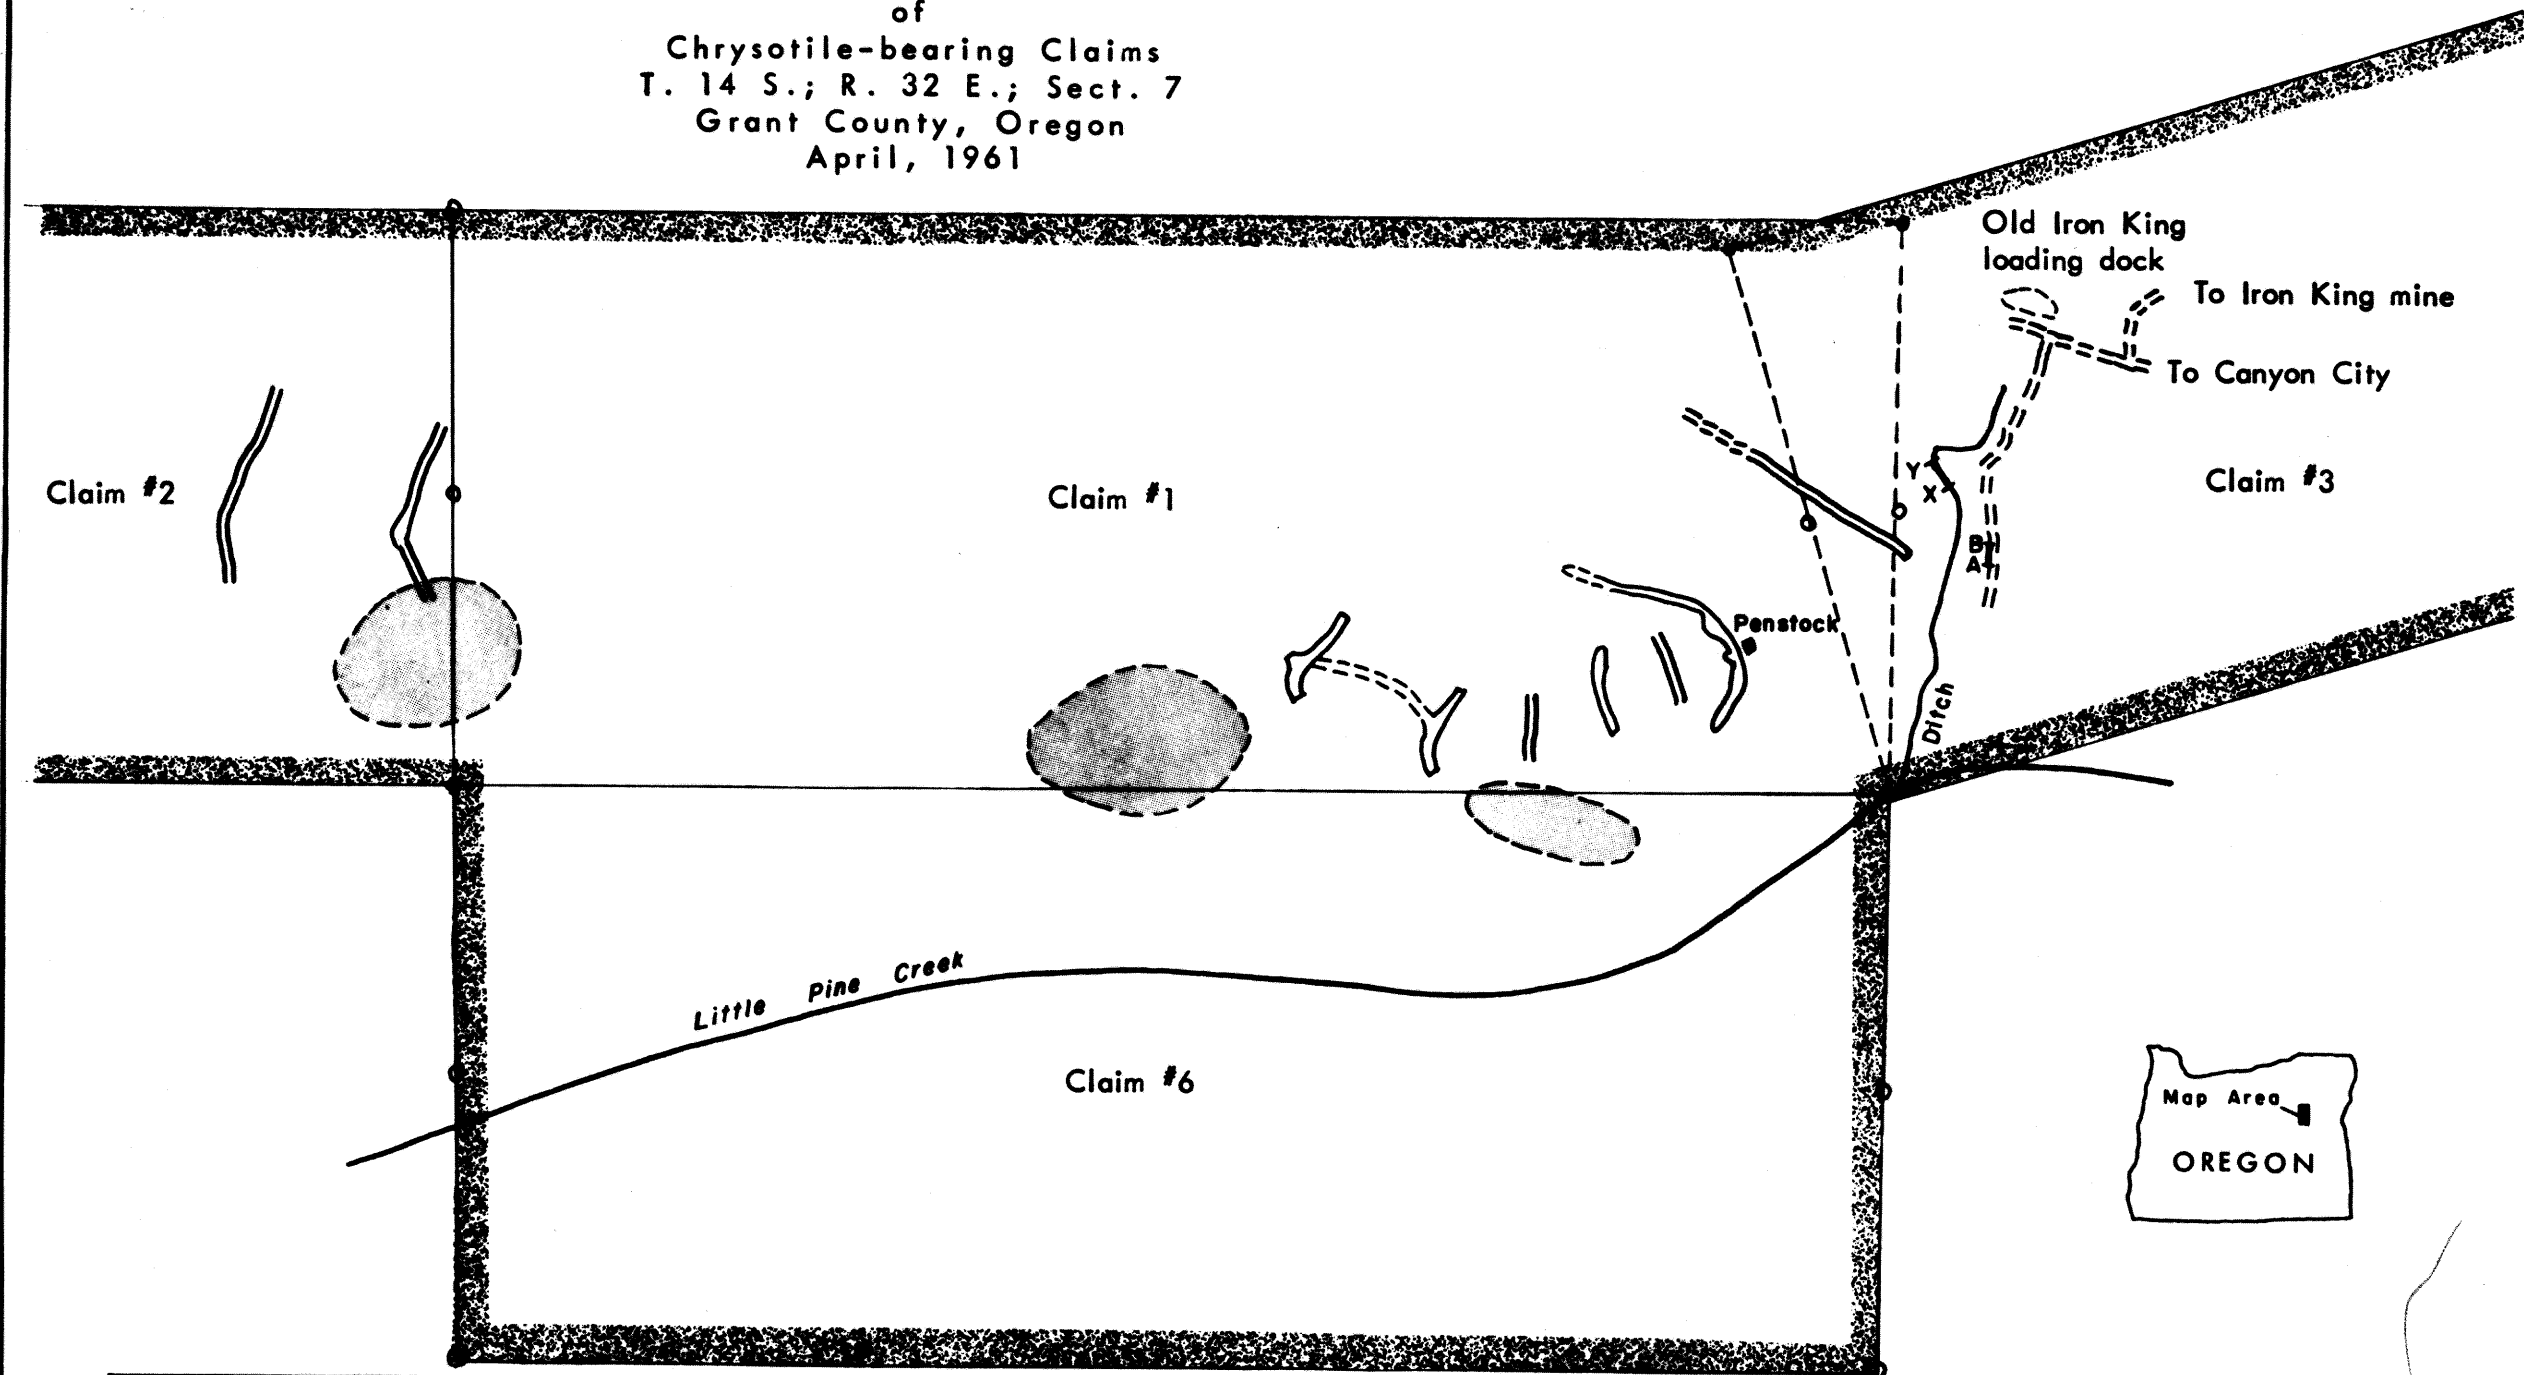 of
Chrysotile-bearing Claims
T. 14 S.; R. 32 E.; Sect. 7
Grant County, Oregon
April, 1961
Old Iron King
loading dock
To Iron King mine
To Canyon City
Claim #2
Claim #1
Claim #3
Y
X
B
A
Penstock
Ditch
Little Pine Creek
Claim #6
Map Area
OREGON